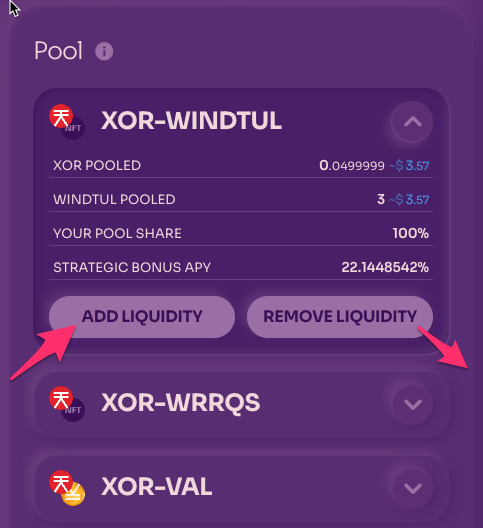 Pool
XOR-WINDTUL
NFT
XOR POOLED 0.0499999 ~$ 3.57
WINDTUL POOLED 3 ~$ 3.57
YOUR POOL SHARE 100%
STRATEGIC BONUS APY 22.1448542%
ADD LIQUIDITY REMOVE LIQUIDITY
XOR-WRRQS
NFT
XOR-VAL